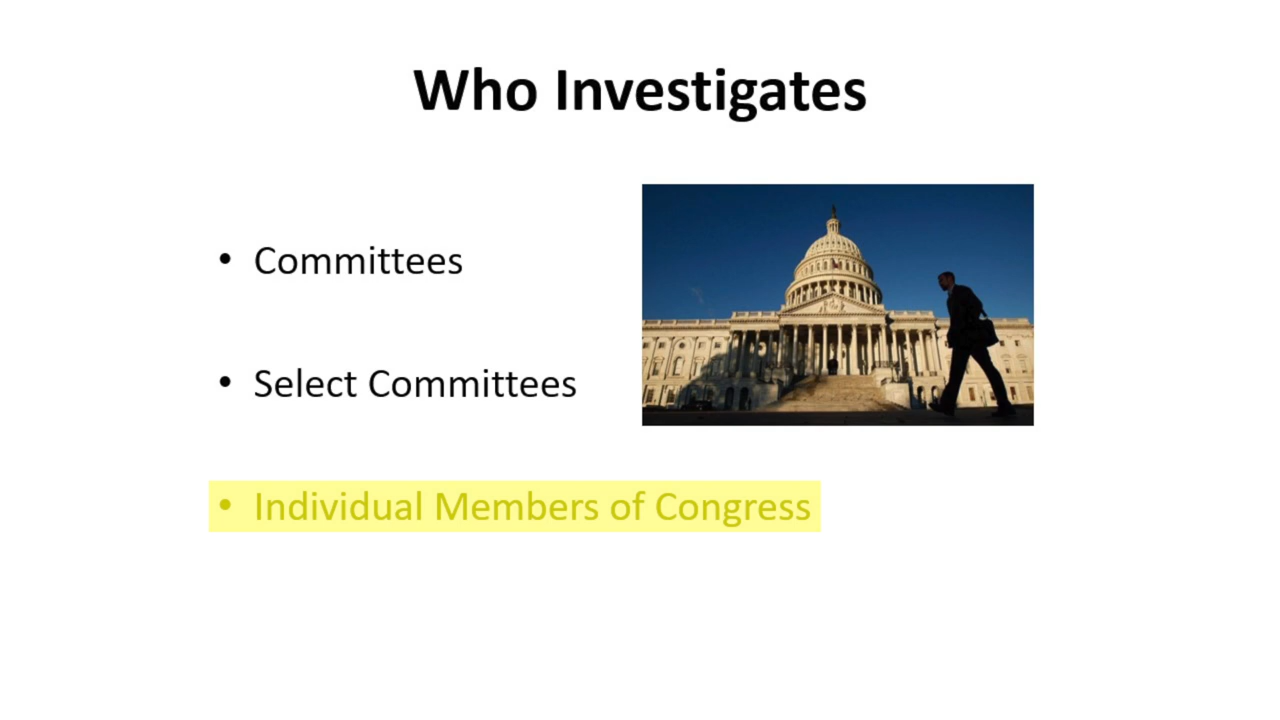 Who Investigates
• Committees
• Select Committees
• Individual Members of Congress